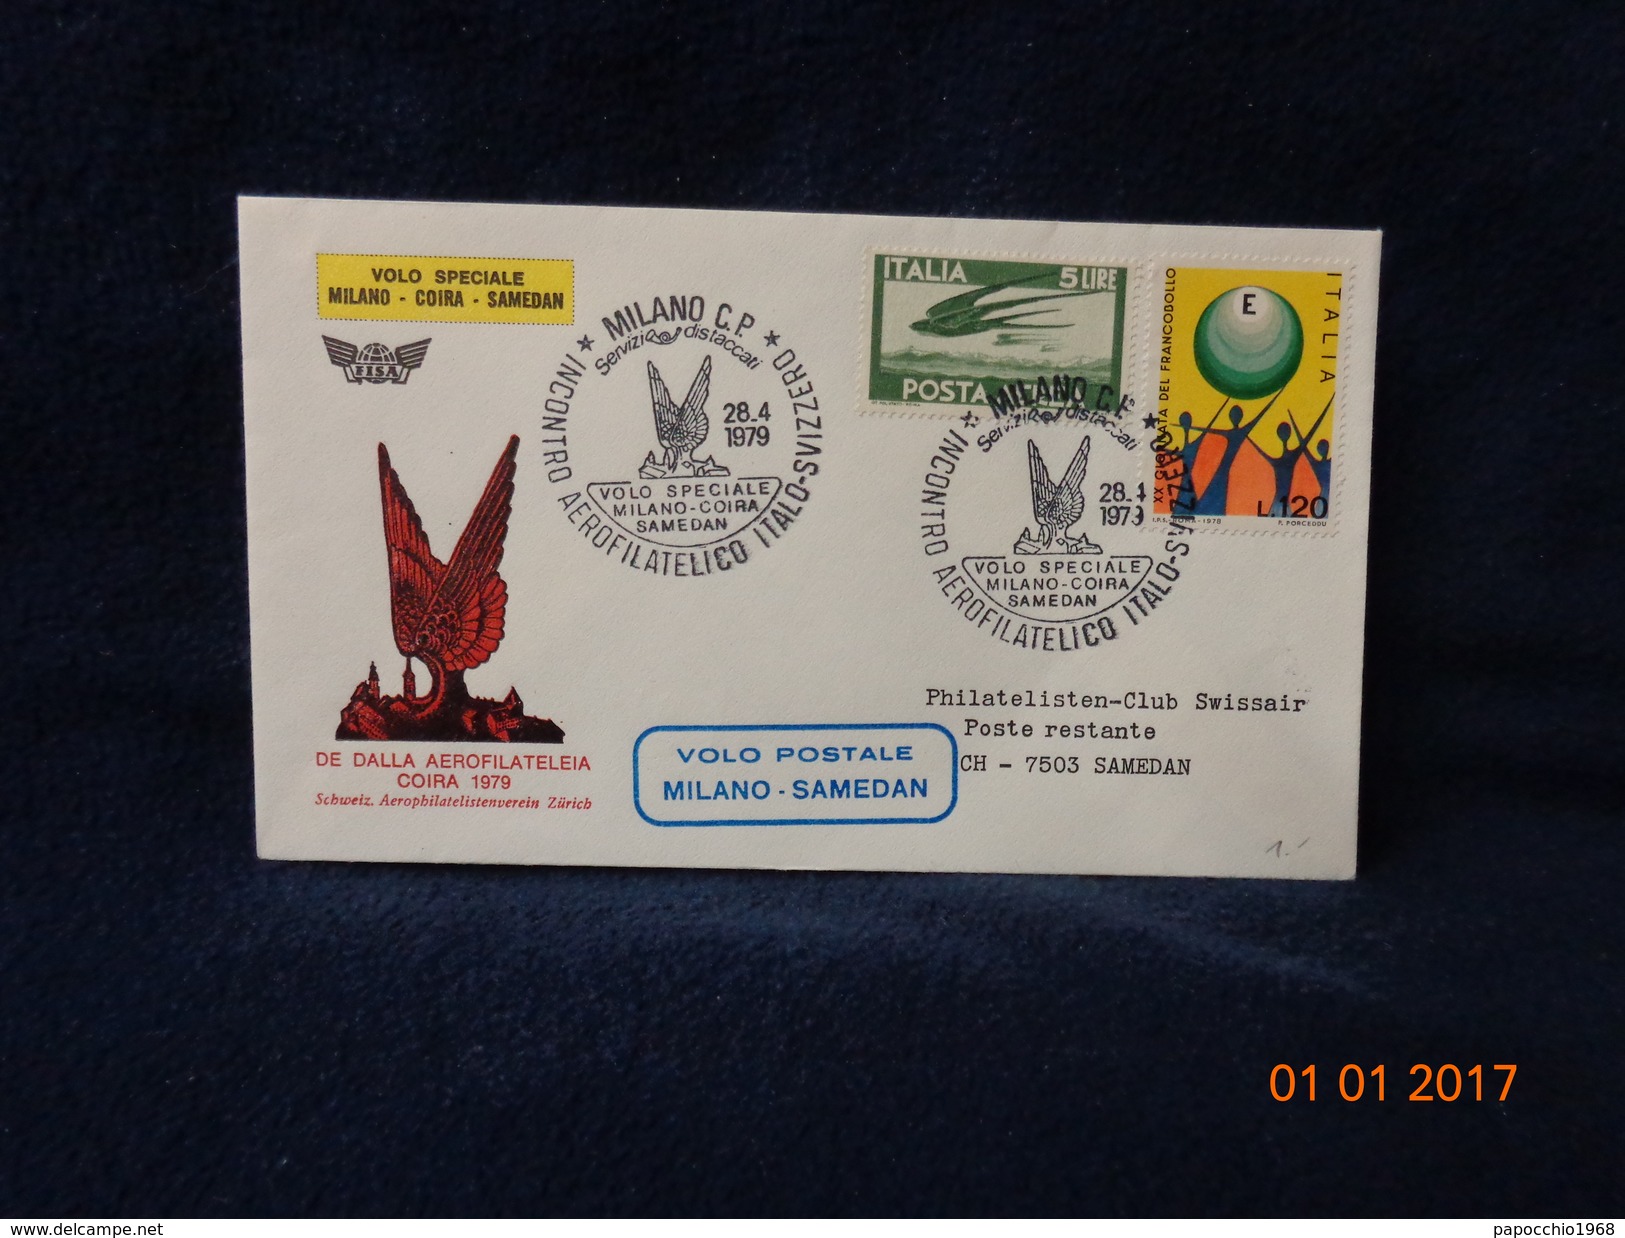 VOLO SPECIALE
MILANO - COIRA - SAMEDAN
FISA
DE DALLA AEROFILATELEIA
COIRA 1979
Schweiz. Aerophilatelistenverein Zürich
MILANO C.P.
Servizi distaccati
28.4
1979
VOLO SPECIALE
MILANO-COIRA
SAMEDAN
INCONTRO AEROFILATELICO ITALO-SVIZZERO
ITALIA 5 LIRE
POSTA
MILANO C.P.
Servizi distaccati
28.4
1979
VOLO SPECIALE
MILANO-COIRA
SAMEDAN
INCONTRO AEROFILATELICO ITALO-SVIZZERO
E
ITALIA
XX GIORNATA DEL FRANCOBOLLO
L.120
I.P.S.-ROMA-1978
P. PORCEDDU
VOLO POSTALE
MILANO - SAMEDAN
Philatelisten-Club Swissair
Poste restante
CH - 7503 SAMEDAN
01 01 2017
www.delcampe.net
papocchio1968